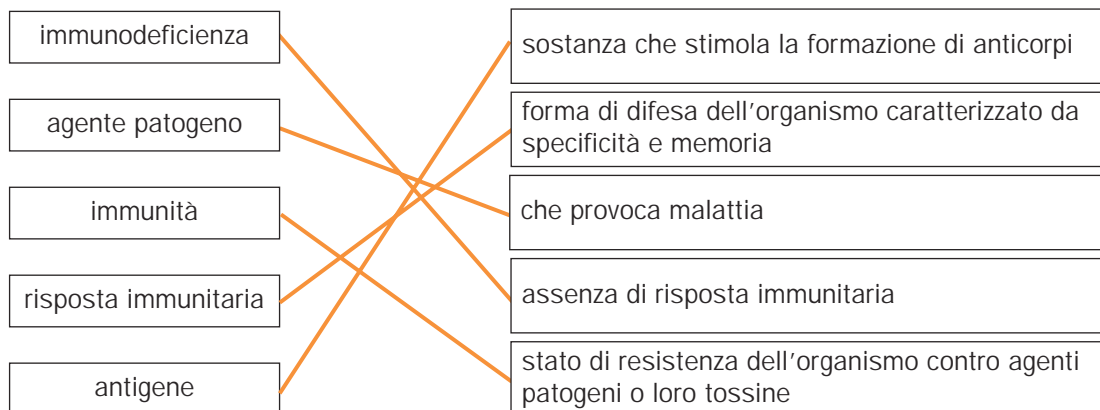 immunodeficienza
agente patogeno
immunità
risposta immunitaria
antigene
sostanza che stimola la formazione di anticorpi
forma di difesa dell'organismo caratterizzato da
specificità e memoria
che provoca malattia
assenza di risposta immunitaria
stato di resistenza dell'organismo contro agenti
patogeni o loro tossine